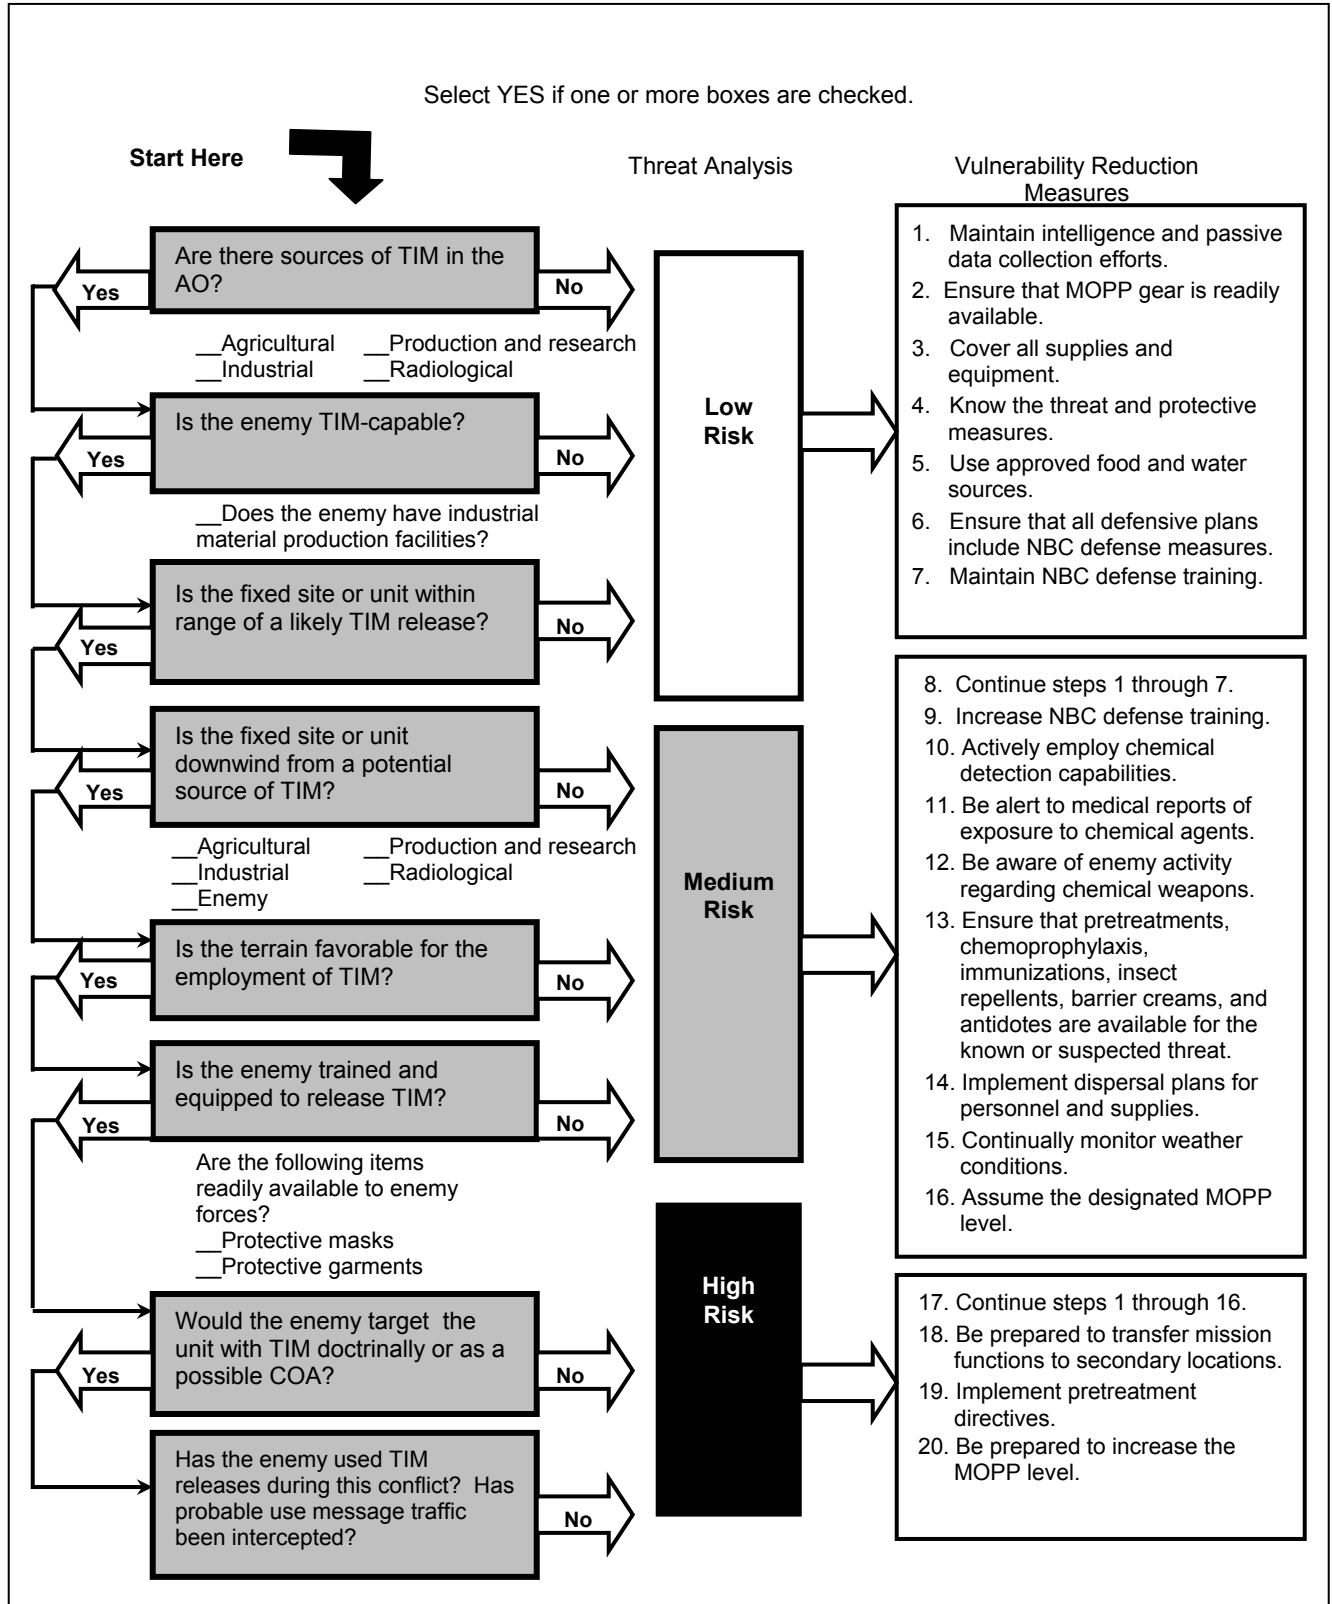 Select YES if one or more boxes are checked.
Start Here
Threat Analysis
Vulnerability Reduction
Measures
Are there sources of TIM in the
AO?
Yes
No
__Agricultural __Production and research
__Industrial __Radiological
Is the enemy TIM-capable?
Yes
No
__Does the enemy have industrial
material production facilities?
Is the fixed site or unit within
range of a likely TIM release?
Yes
No
Low
Risk
1. Maintain intelligence and passive
data collection efforts.
2. Ensure that MOPP gear is readily
available.
3. Cover all supplies and
equipment.
4. Know the threat and protective
measures.
5. Use approved food and water
sources.
6. Ensure that all defensive plans
include NBC defense measures.
7. Maintain NBC defense training.
Is the fixed site or unit
downwind from a potential
source of TIM?
Yes
No
__Agricultural __Production and research
__Industrial __Radiological
__Enemy
Is the terrain favorable for the
employment of TIM?
Yes
No
Is the enemy trained and
equipped to release TIM?
Yes
No
Are the following items
readily available to enemy
forces?
__Protective masks
__Protective garments
Medium
Risk
8. Continue steps 1 through 7.
9. Increase NBC defense training.
10. Actively employ chemical
detection capabilities.
11. Be alert to medical reports of
exposure to chemical agents.
12. Be aware of enemy activity
regarding chemical weapons.
13. Ensure that pretreatments,
chemoprophylaxis,
immunizations, insect
repellents, barrier creams, and
antidotes are available for the
known or suspected threat.
14. Implement dispersal plans for
personnel and supplies.
15. Continually monitor weather
conditions.
16. Assume the designated MOPP
level.
Would the enemy target the
unit with TIM doctrinally or as a
possible COA?
Yes
No
Has the enemy used TIM
releases during this conflict? Has
probable use message traffic
been intercepted?
No
High
Risk
17. Continue steps 1 through 16.
18. Be prepared to transfer mission
functions to secondary locations.
19. Implement pretreatment
directives.
20. Be prepared to increase the
MOPP level.